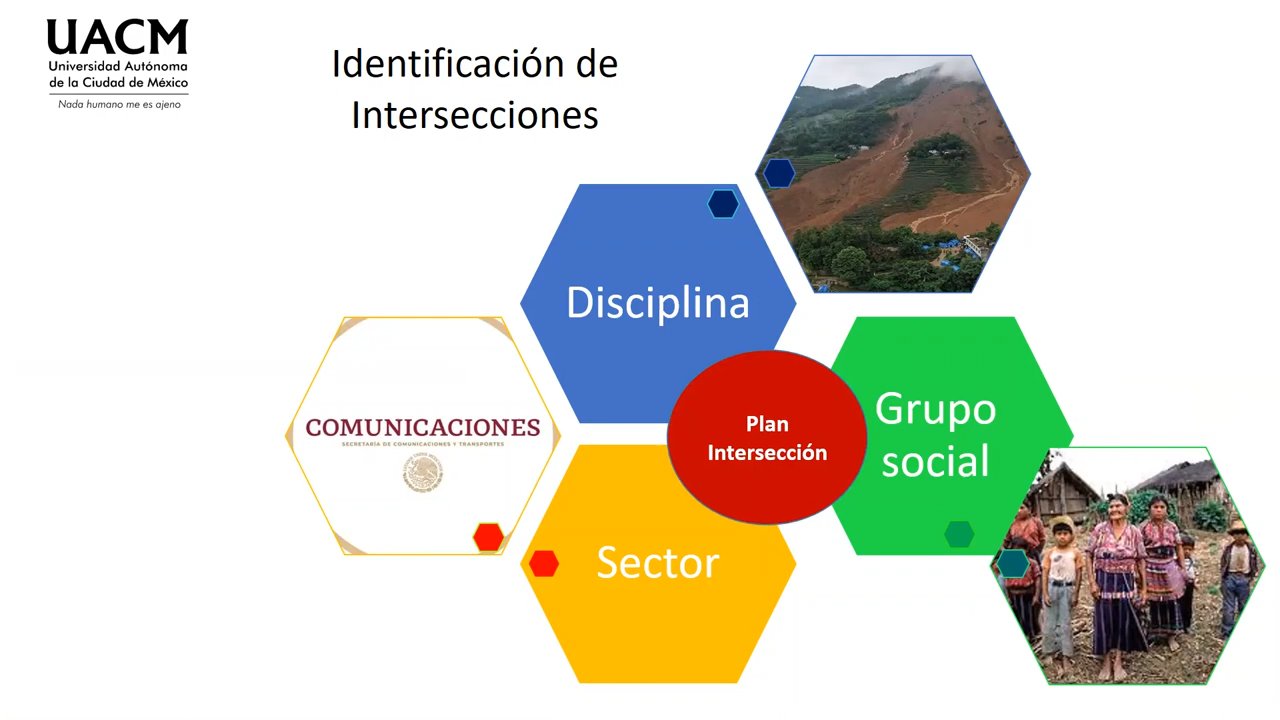 UACM
Universidad Autónoma
de la Ciudad de México
Nada humano me es ajeno
Identificación de
Intersecciones
Disciplina
COMUNICACIONES
SECRETARÍA DE COMUNICACIONES Y TRANSPORTES
Plan
Intersección
Grupo
social
Sector